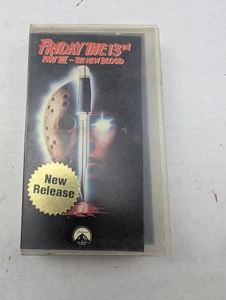 FRIDAY THE 13TH
PART VII — THE NEW BLOOD
New
Release